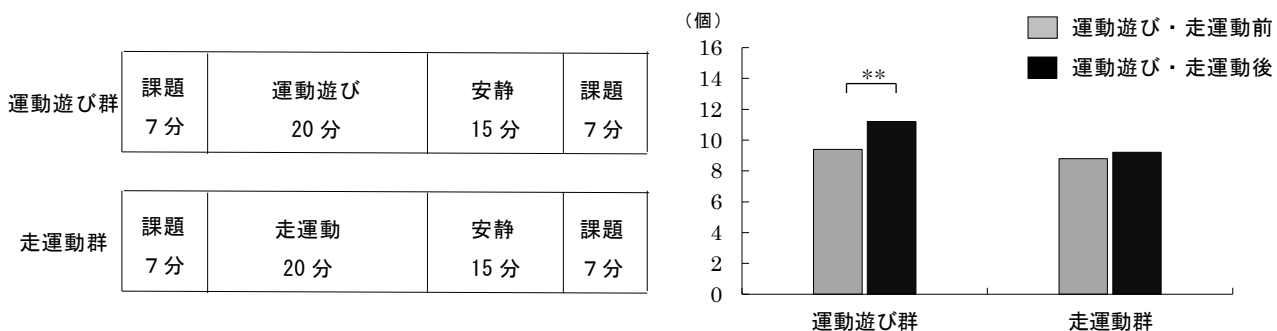 運動遊び群
課題
7分
運動遊び
20分
安静
15分
課題
7分
走運動群
課題
7分
走運動
20分
安静
15分
課題
7分
(個)
16
14
12
10
8
6
4
2
0
**
運動遊び・走運動前
運動遊び・走運動後
運動遊び群
走運動群